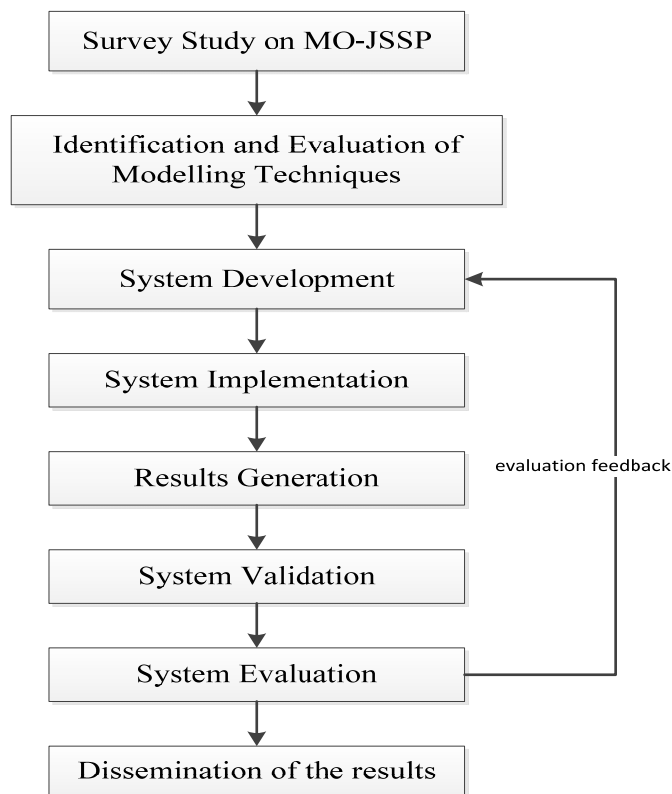 Survey Study on MO-JSSP
Identification and Evaluation of
Modelling Techniques
System Development
System Implementation
Results Generation
evaluation feedback
System Validation
System Evaluation
Dissemination of the results